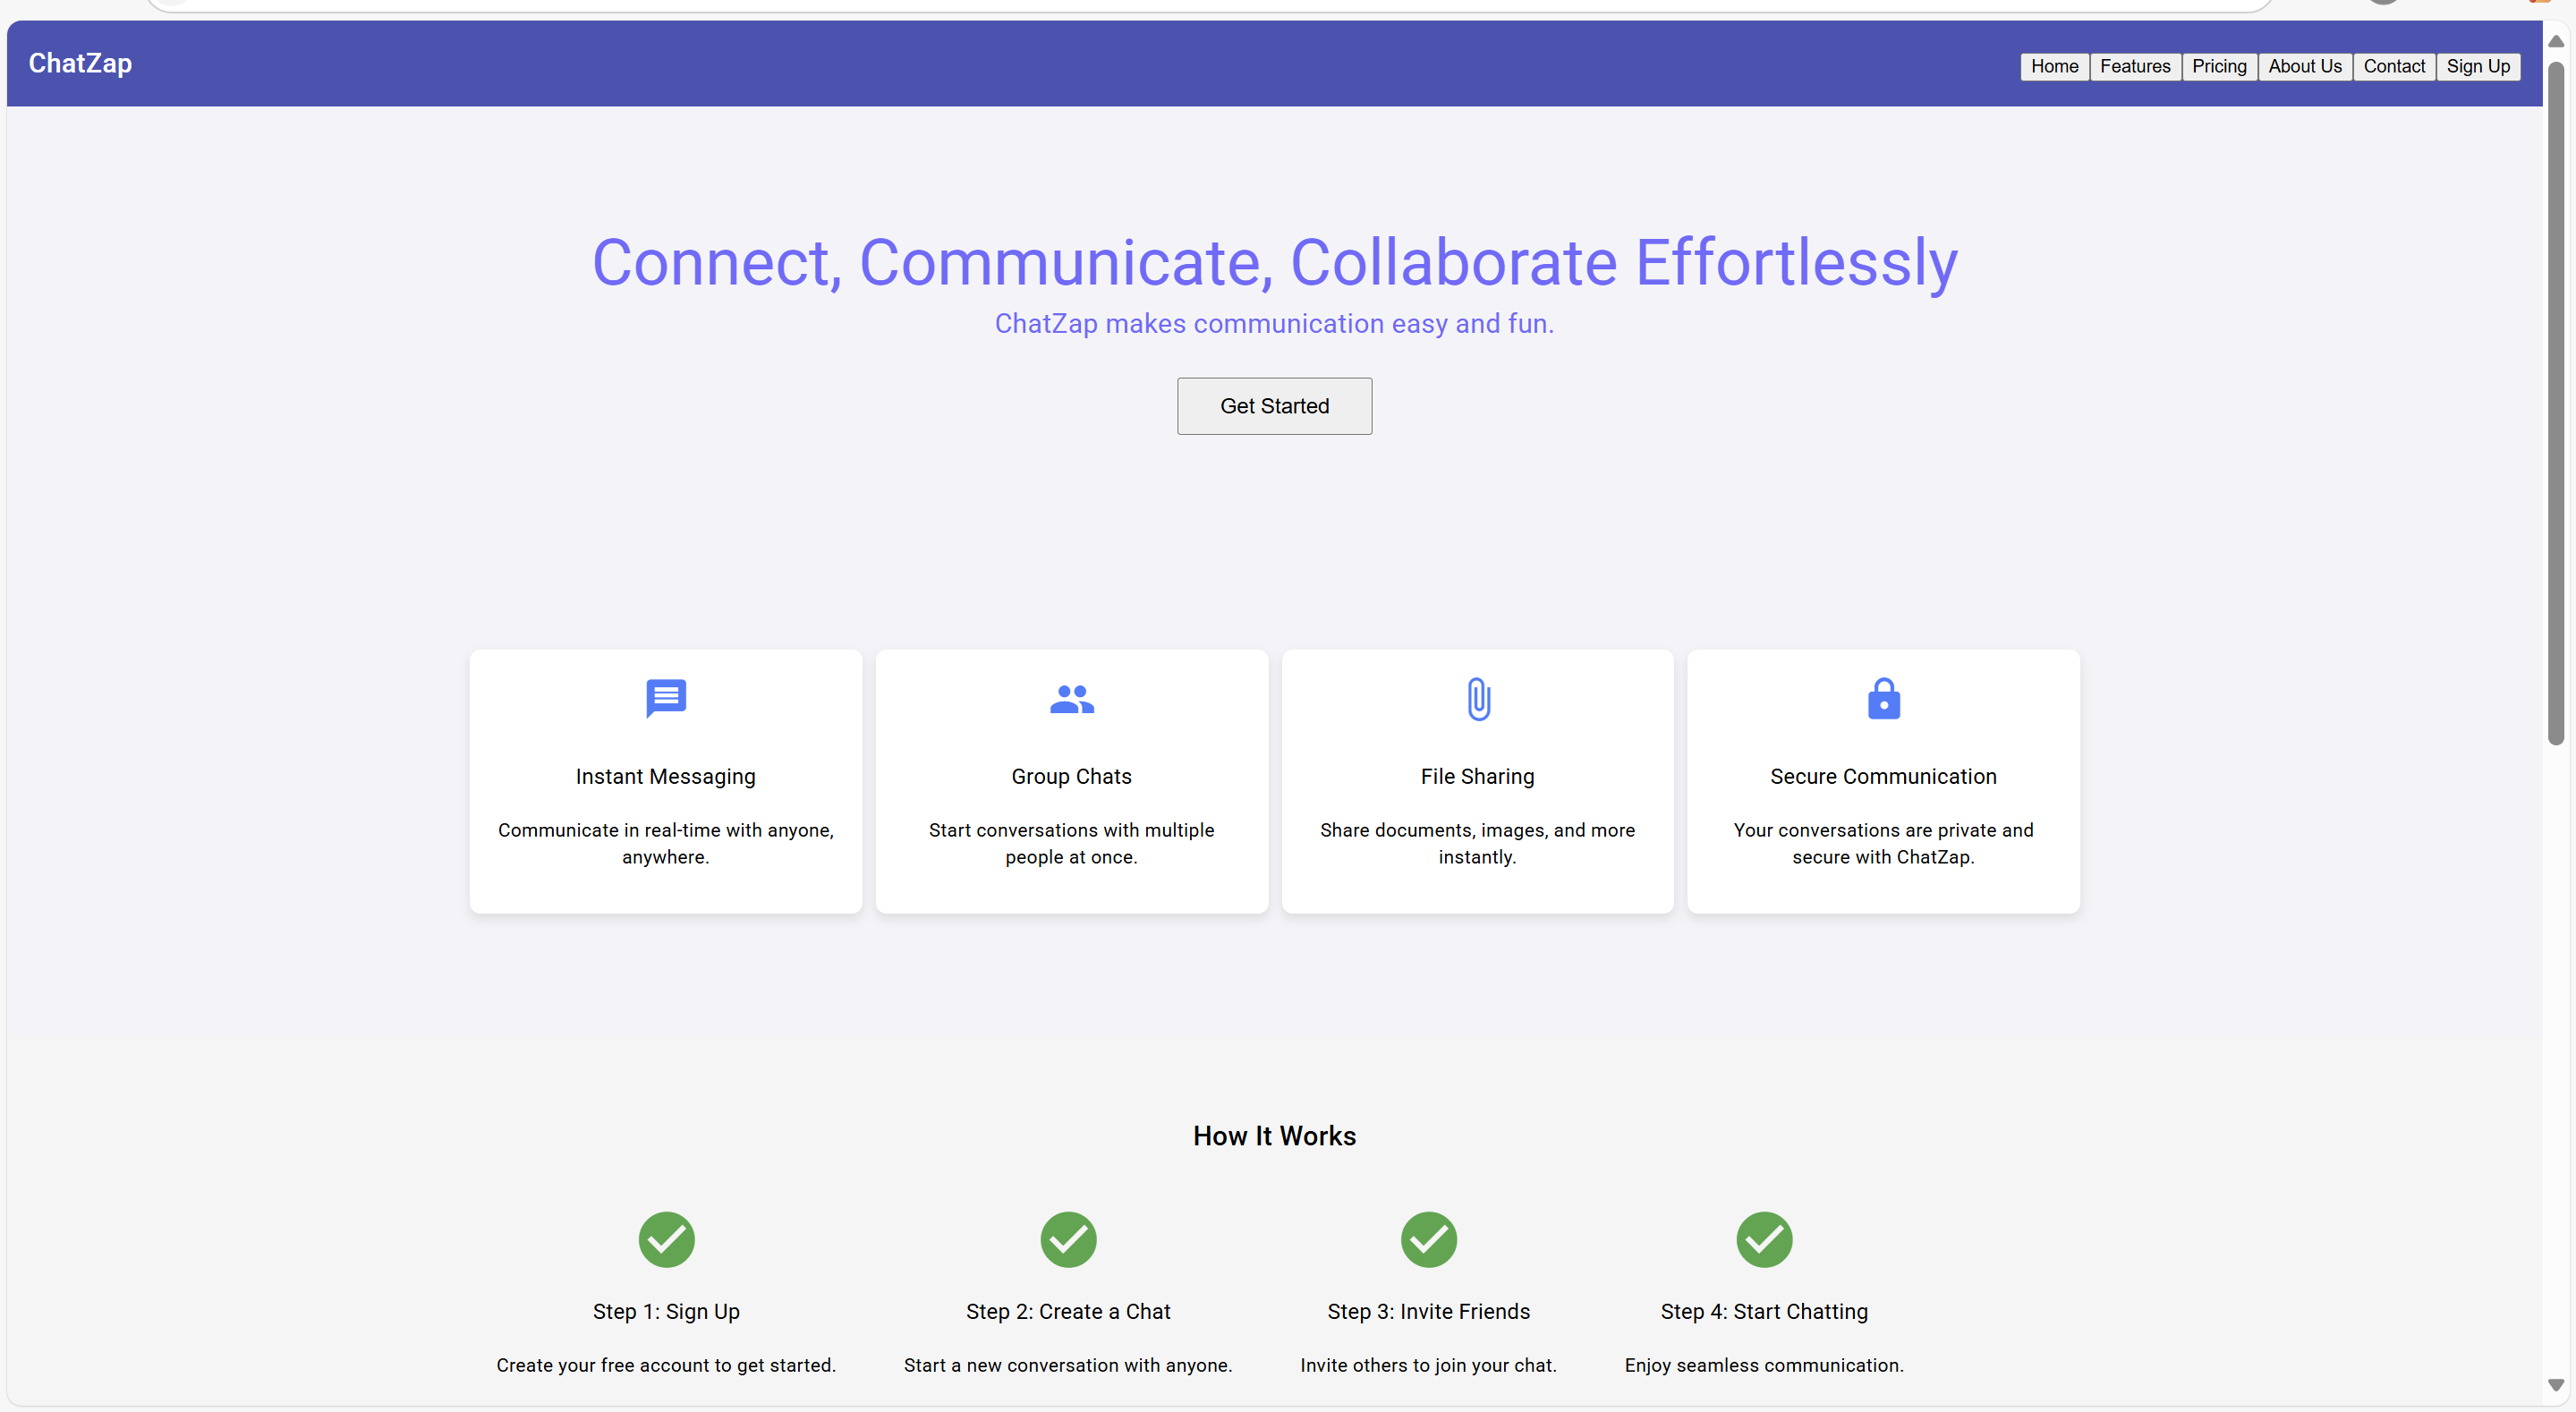 ChatZap
Home Features Pricing About Us Contact Sign Up
Connect, Communicate, Collaborate Effortlessly
ChatZap makes communication easy and fun.
Get Started
Instant Messaging
Communicate in real-time with anyone,
anywhere.
Group Chats
Start conversations with multiple
people at once.
File Sharing
Share documents, images, and more
instantly.
Secure Communication
Your conversations are private and
secure with ChatZap.
How It Works
Step 1: Sign Up
Create your free account to get started.
Step 2: Create a Chat
Start a new conversation with anyone.
Step 3: Invite Friends
Invite others to join your chat.
Step 4: Start Chatting
Enjoy seamless communication.